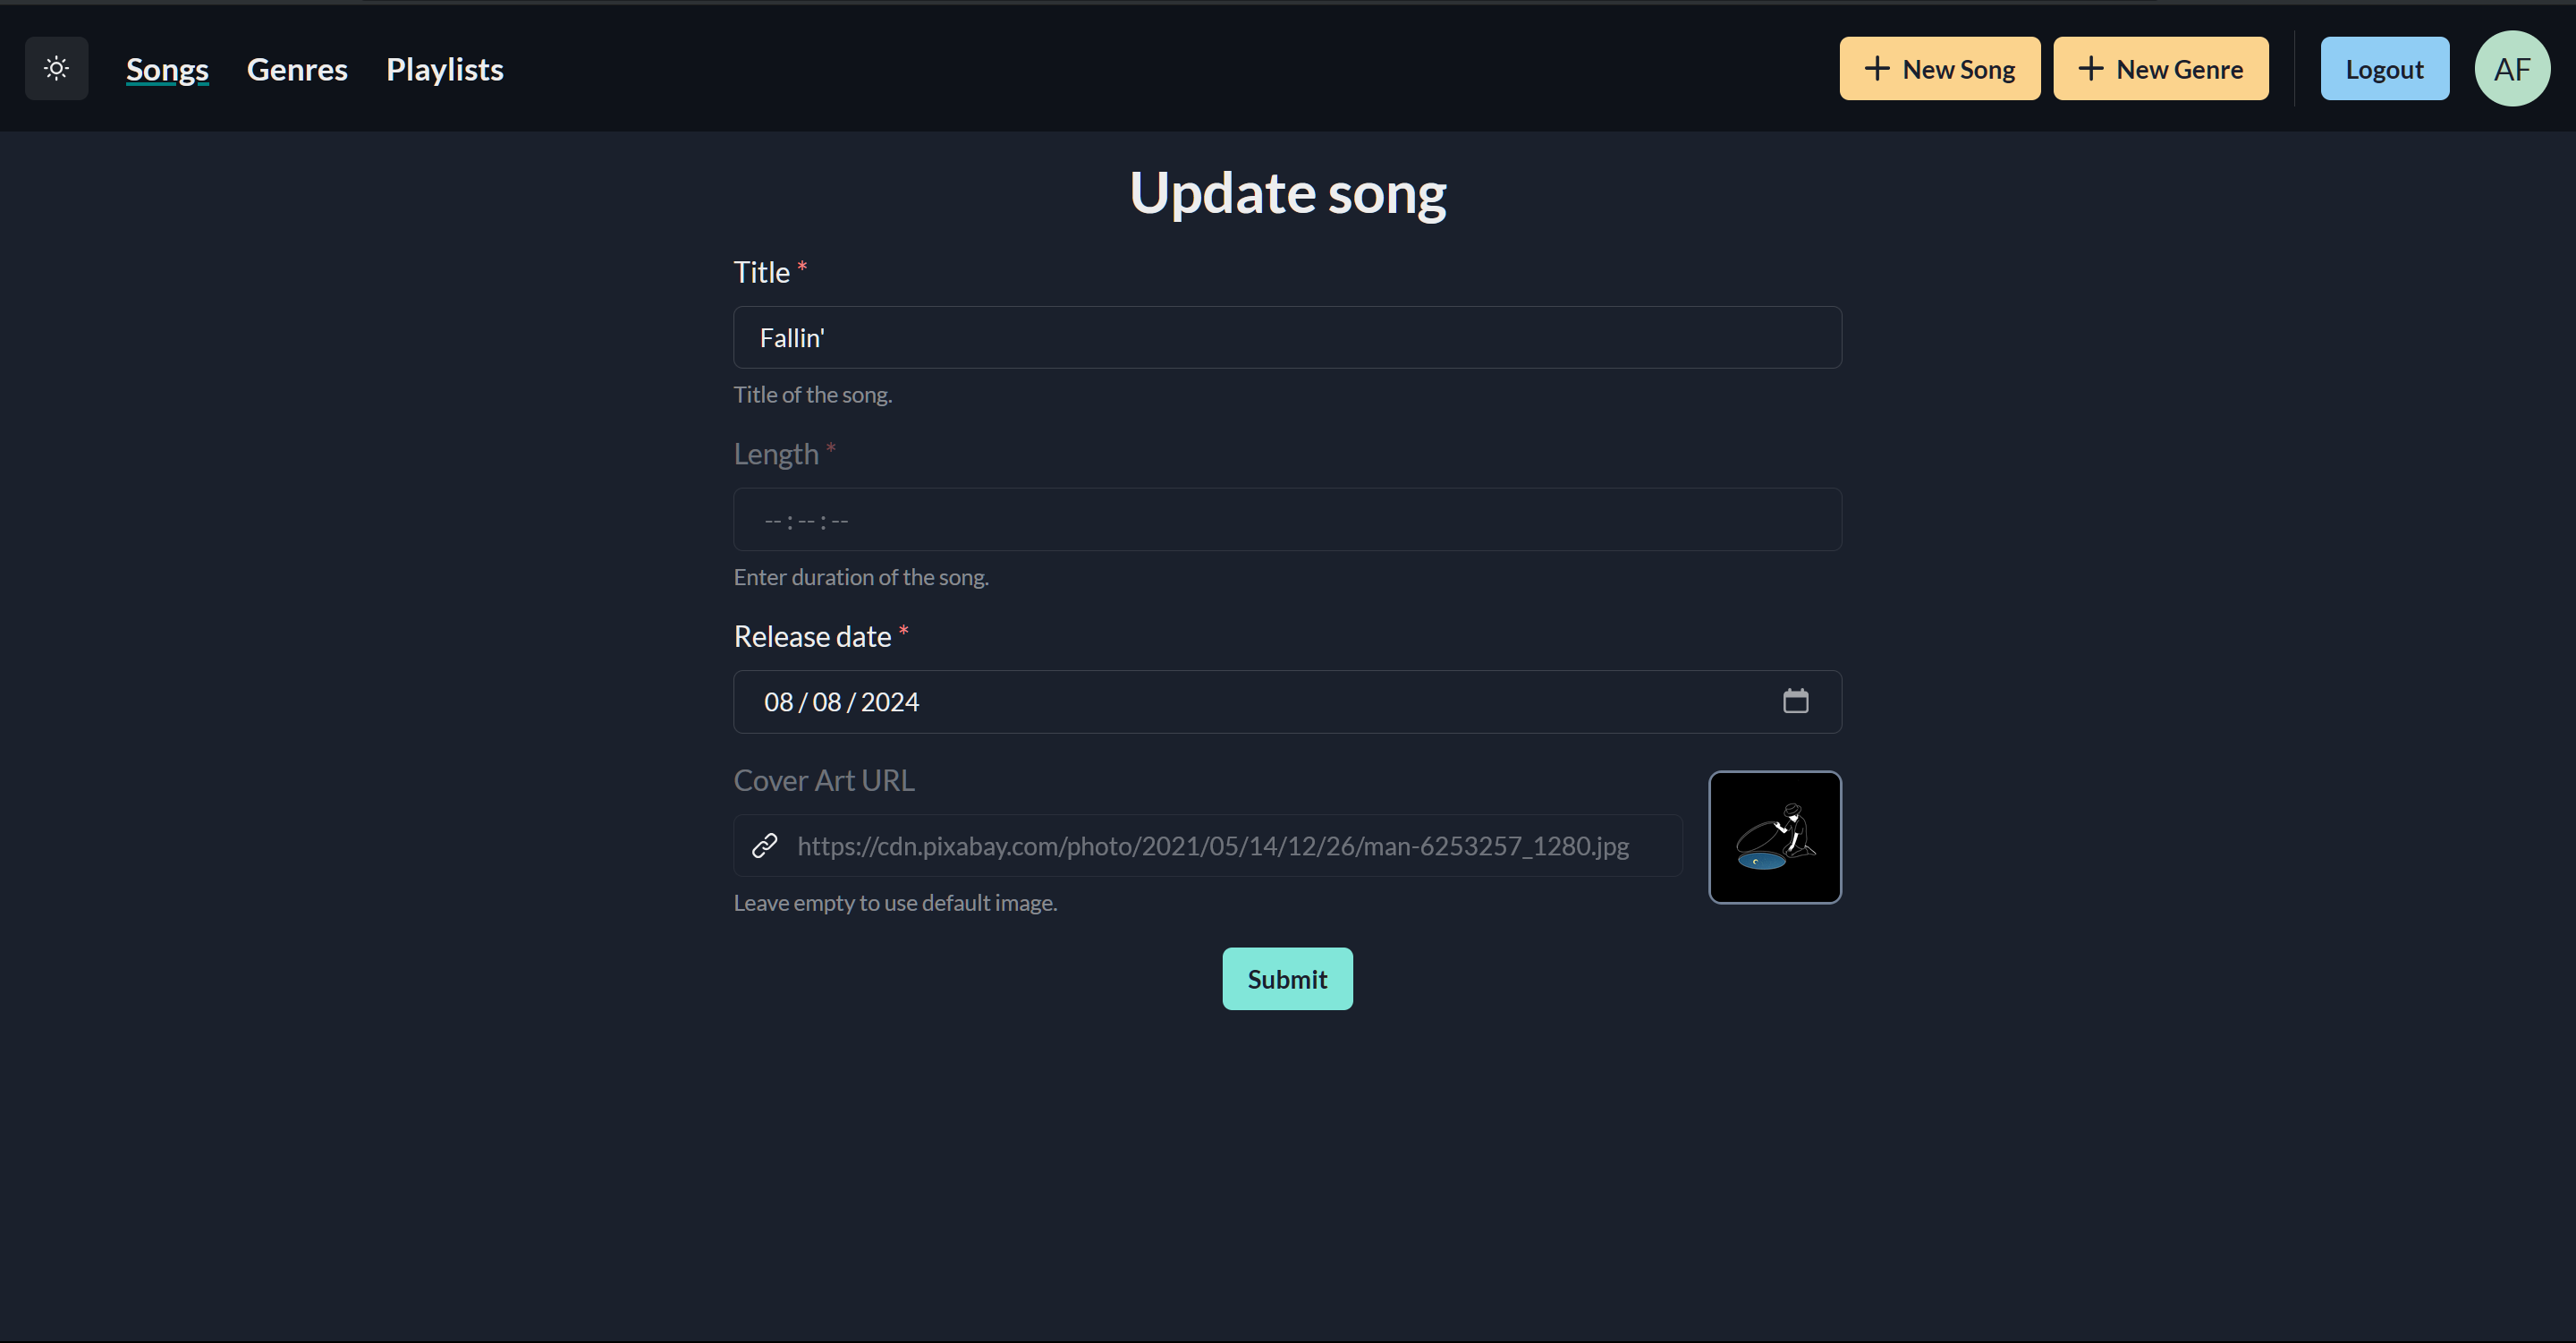 Songs Genres Playlists New Song New Genre Logout AF
Update song
Title *
Fallin'
Title of the song.
Length *
-- : -- : --
Enter duration of the song.
Release date *
08 / 08 / 2024
Cover Art URL
https://cdn.pixabay.com/photo/2021/05/14/12/26/man-6253257_1280.jpg
Leave empty to use default image.
Submit